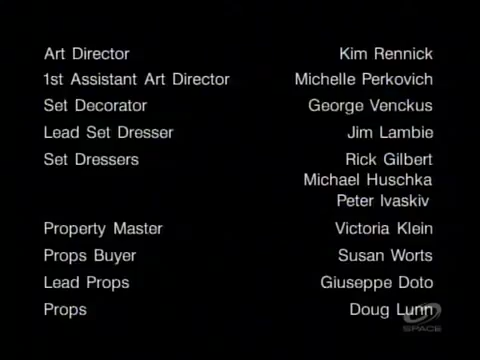 Art Director Kim Rennick
1st Assistant Art Director Michelle Perkovich
Set Decorator George Venckus
Lead Set Dresser Jim Lambie
Set Dressers Rick Gilbert
Michael Huschka
Peter Ivaskiv
Property Master Victoria Klein
Props Buyer Susan Worts
Lead Props Giuseppe Doto
Props Doug Lunn
SPACE